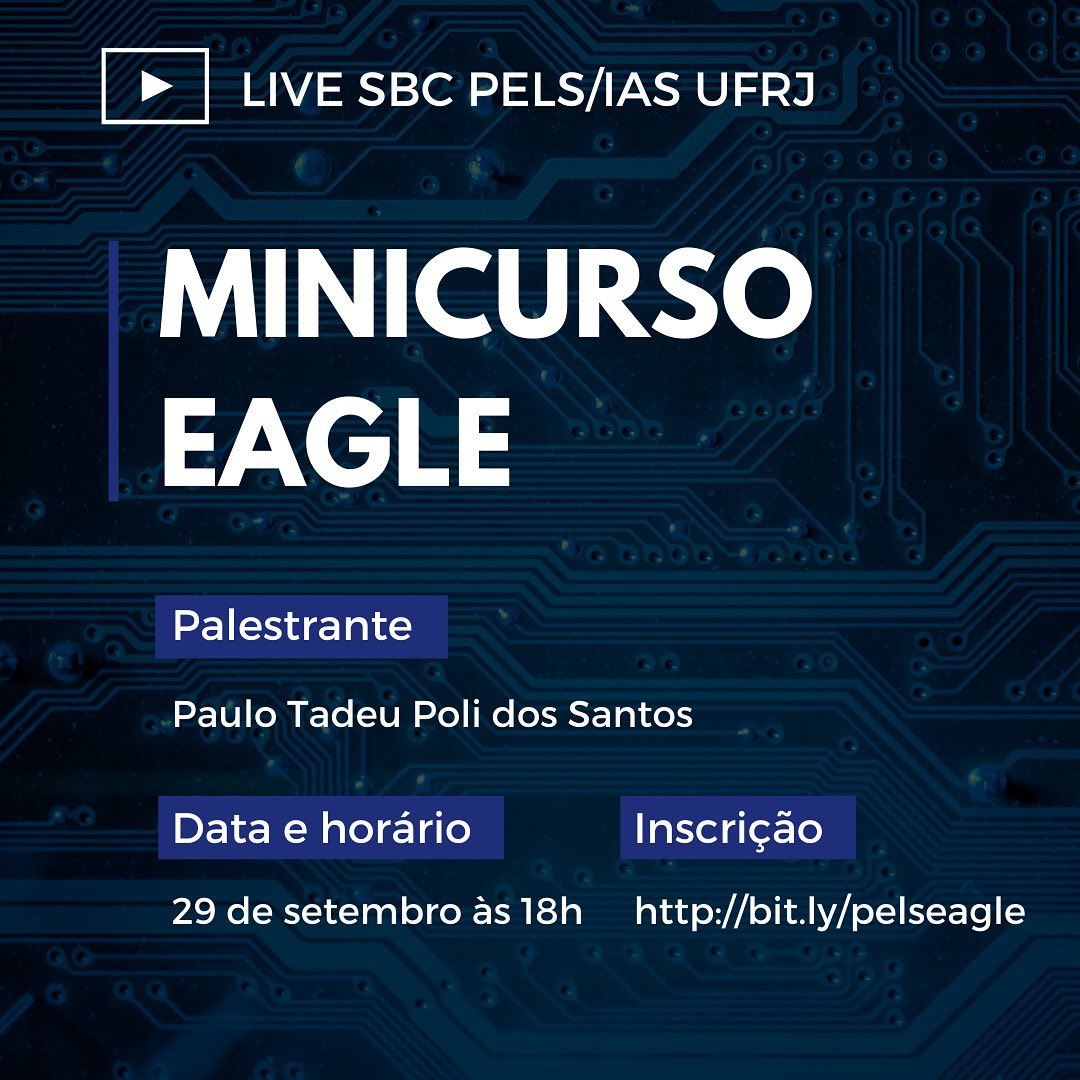 LIVE SBC PELS/IAS UFRJ
MINICURSO
EAGLE
Palestrante
Paulo Tadeu Poli dos Santos
Data e horário
29 de setembro às 18h
Inscrição
http://bit.ly/pelseagle